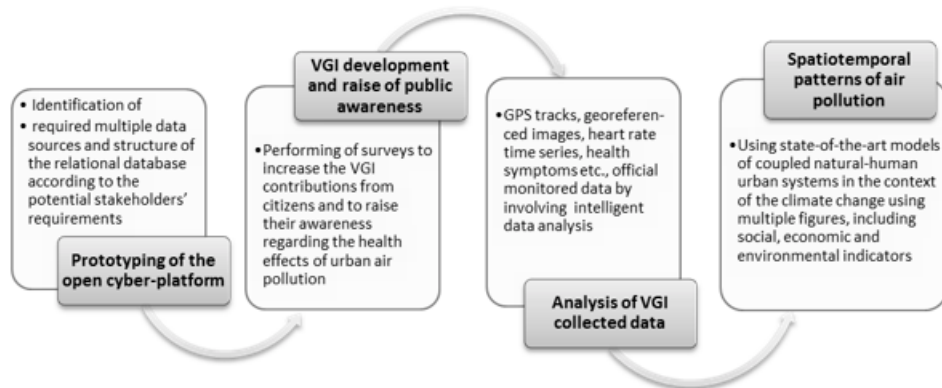 • Identification of
• required multiple data
sources and structure of
the relational database
according to the
potential stakeholders'
requirements
Prototyping of the
open cyber-platform
VGI development
and raise of public
awareness
• Performing of surveys to
increase the VGI
contributions from
citizens and to raise
their awareness
regarding the health
effects of urban air
pollution
• GPS tracks, georeferen-
ced images, heart rate
time series, health
symptoms etc., official
monitored data by
involving intelligent
data analysis
Analysis of VGI
collected data
Spatiotemporal
patterns of air
pollution
• Using state-of-the-art models
of coupled natural-human
urban systems in the context
of the climate change using
multiple figures, including
social, economic and
environmental indicators